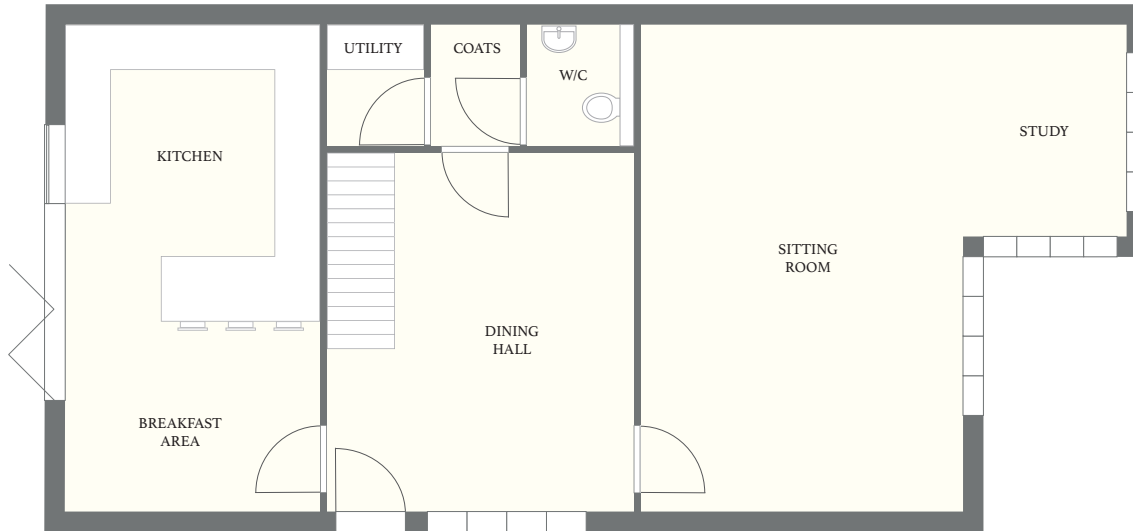 UTILITY
COATS
W/C
STUDY
KITCHEN
SITTING
ROOM
DINING
HALL
BREAKFAST
AREA